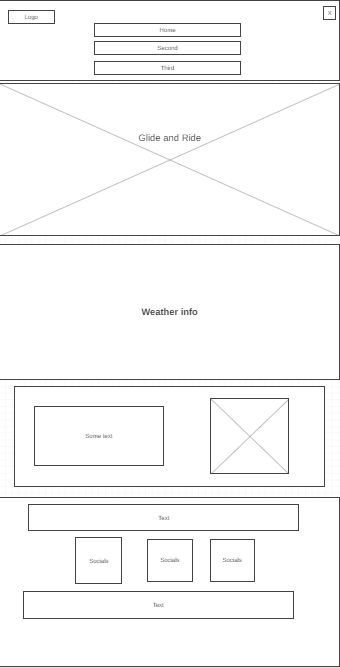 Logo
X
Home
Second
Third
Glide and Ride
Weather info
Some text
Text
Socials
Socials
Socials
Text